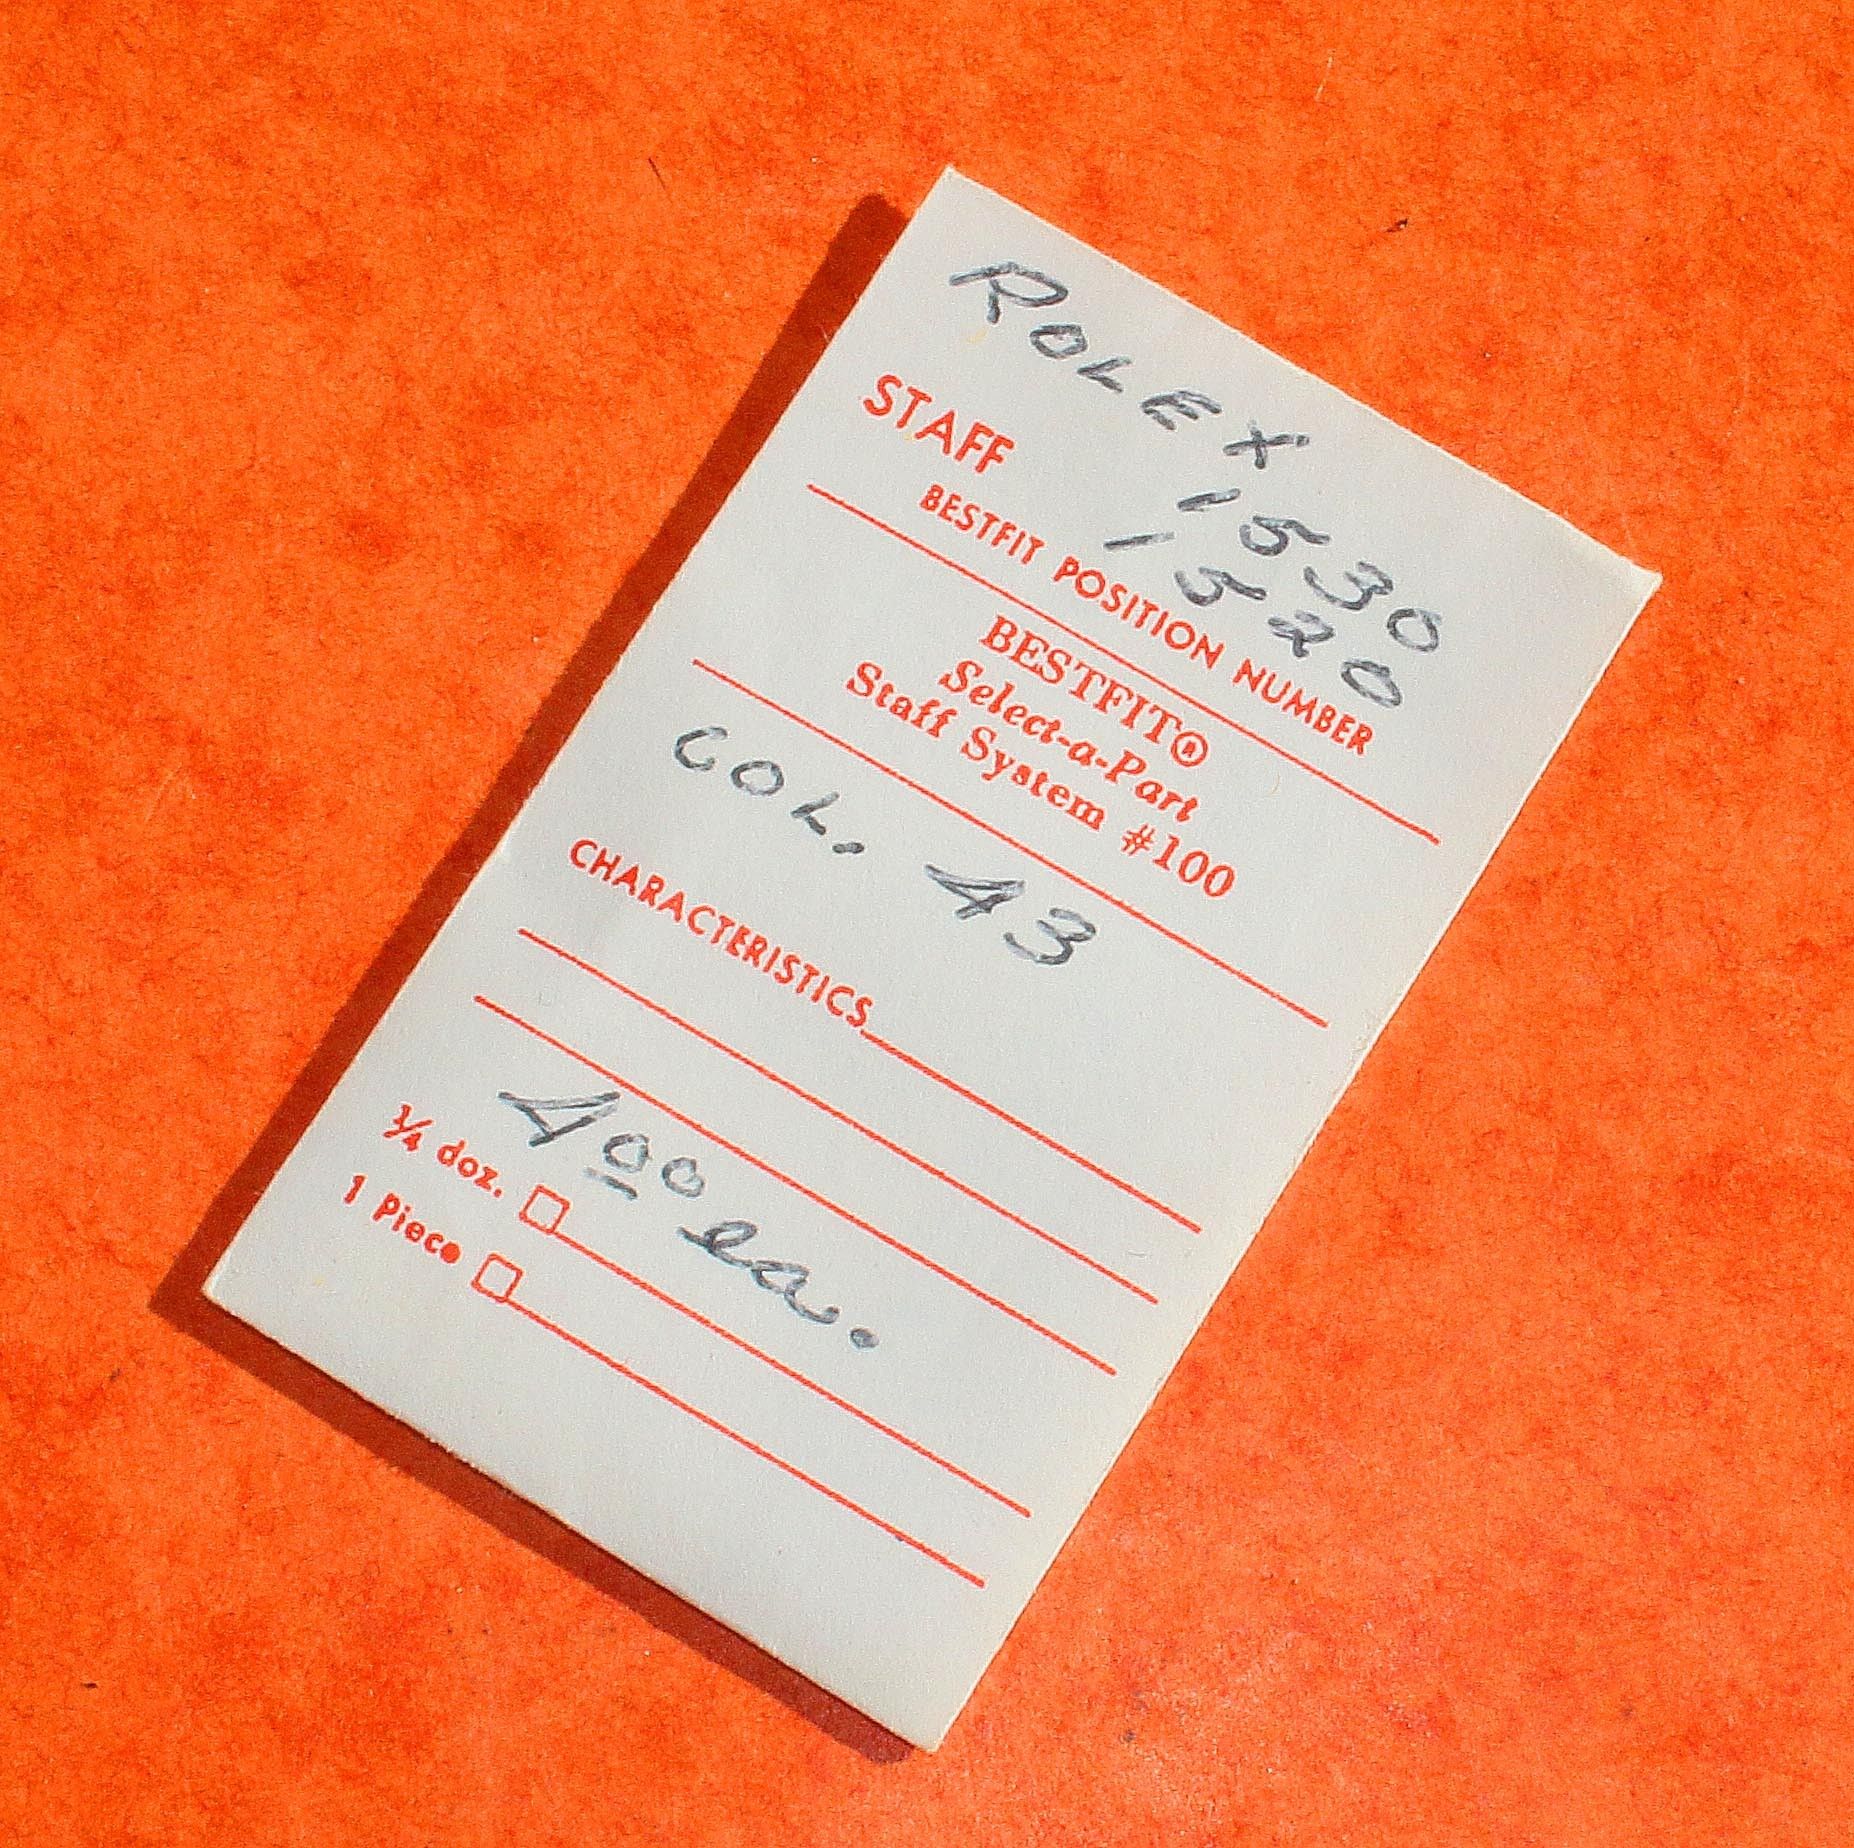 ROLEX
1530
STAFF 1520
BESTFIT POSITION NUMBER
BESTFIT®
Select-a-Part
Staff System #100
COL. 43
CHARACTERISTICS
4 00 ea.
¼ doz.
1 Piece